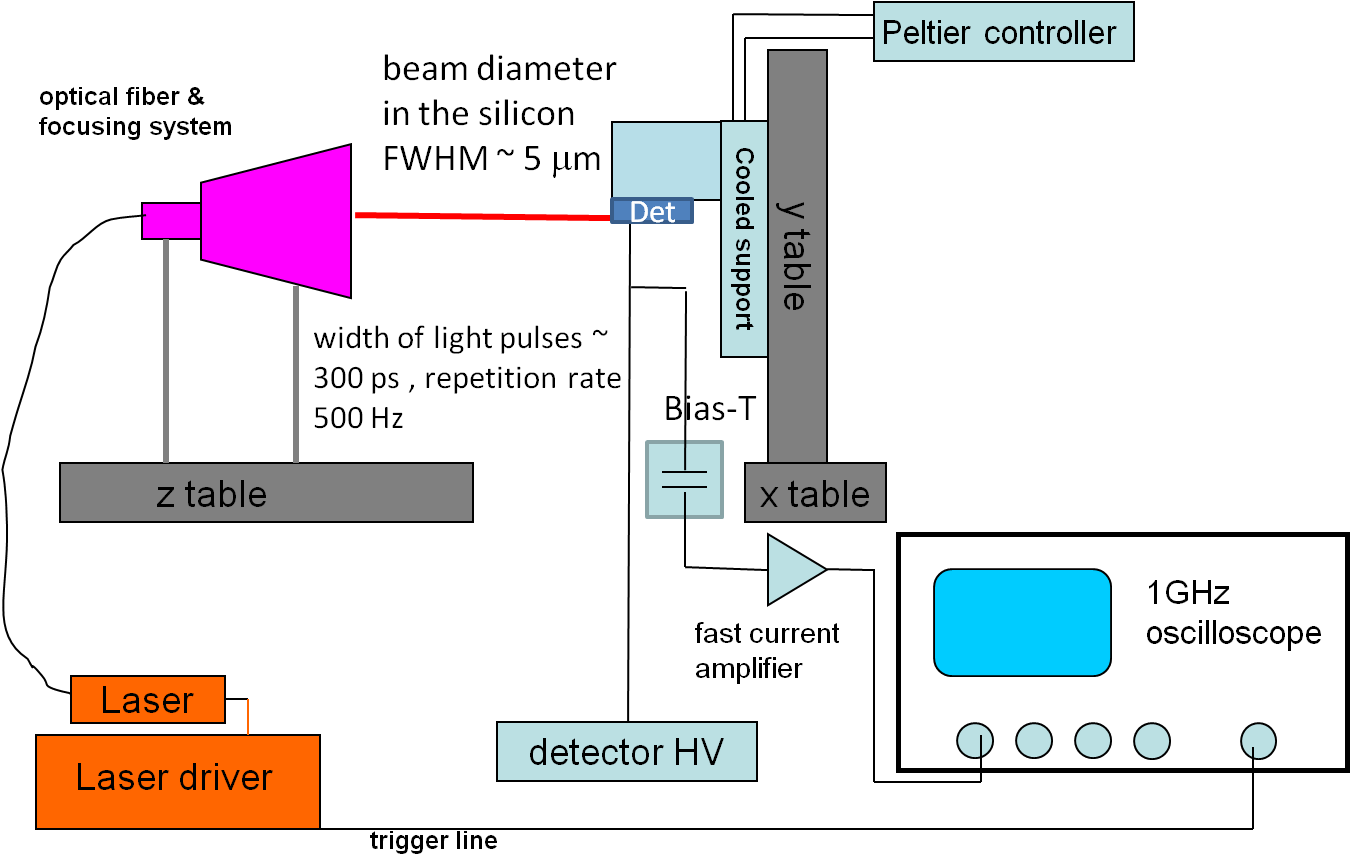 Peltier controller
beam diameter
in the silicon
FWHM ~ 5 μm
optical fiber &
focusing system
Cooled support
y table
Det
width of light pulses ~
300 ps , repetition rate
500 Hz
Bias-T
z table
x table
1GHz
oscilloscope
fast current
amplifier
Laser
detector HV
Laser driver
trigger line